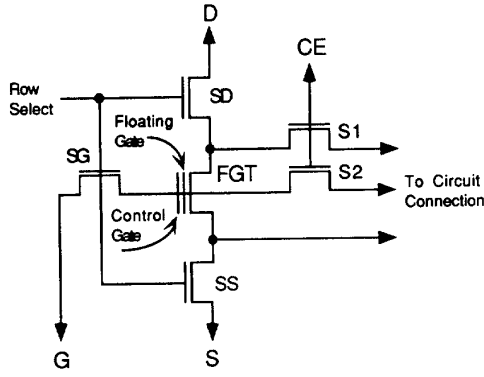 D
CE
Row
Select
SD
Floating
Gate
S1
SG
FGT
S2
To Circuit
Connection
Control
Gate
SS
G
S